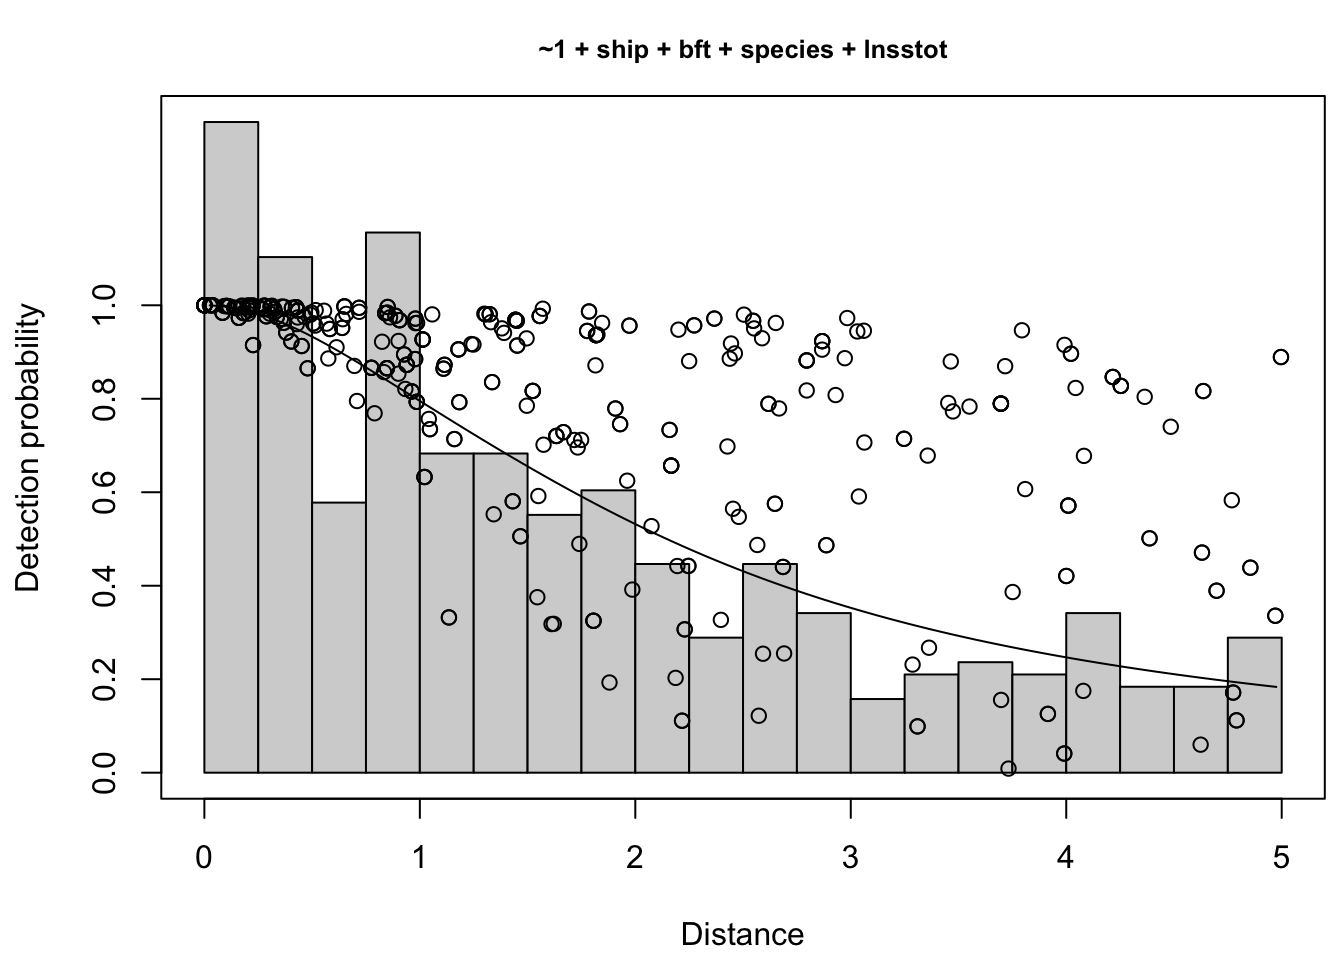 ~1 + ship + bft + species + lnsstot
Detection probability
1.0
0.8
0.6
0.4
0.2
0.0
0 1 2 3 4 5
Distance